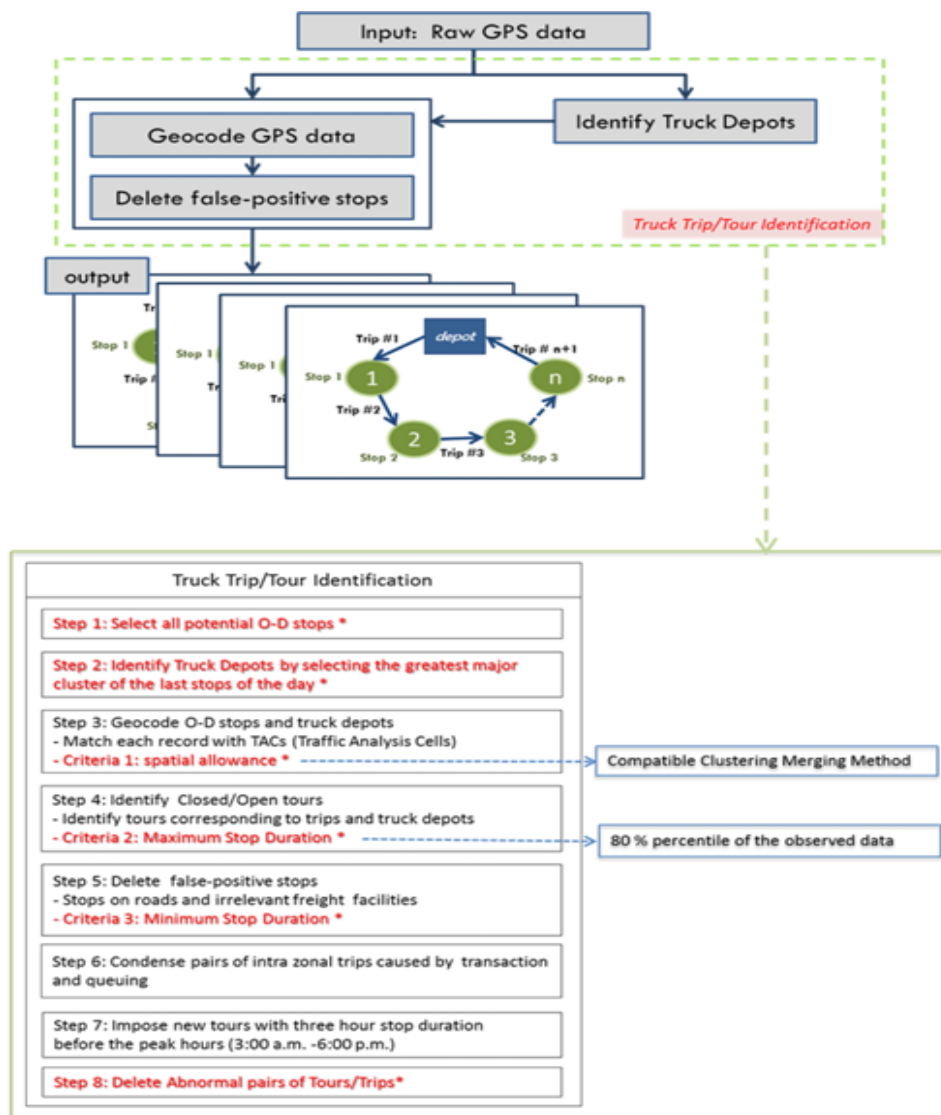 Input: Raw GPS data
Geocode GPS data
Identify Truck Depots
Delete false-positive stops
Truck Trip/Tour Identification
output
Stop 1
Stop 1
Stop 1
depot
Trip #1
Trip # n+1
Stop 1
1
n
Stop n
Trip #2
2
3
Trip #3
Stop 2
Stop 3
Truck Trip/Tour Identification
Step 1: Select all potential O-D stops *
Step 2: Identify Truck Depots by selecting the greatest major
cluster of the last stops of the day *
Step 3: Geocode O-D stops and truck depots
- Match each record with TACs (Traffic Analysis Cells)
- Criteria 1: spatial allowance *
Compatible Clustering Merging Method
Step 4: Identify Closed/Open tours
- Identify tours corresponding to trips and truck depots
- Criteria 2: Maximum Stop Duration *
80 % percentile of the observed data
Step 5: Delete false-positive stops
- Stops on roads and irrelevant freight facilities
- Criteria 3: Minimum Stop Duration *
Step 6: Condense pairs of intra zonal trips caused by transaction
and queuing
Step 7: Impose new tours with three hour stop duration
before the peak hours (3:00 a.m. -6:00 p.m.)
Step 8: Delete Abnormal pairs of Tours/Trips*